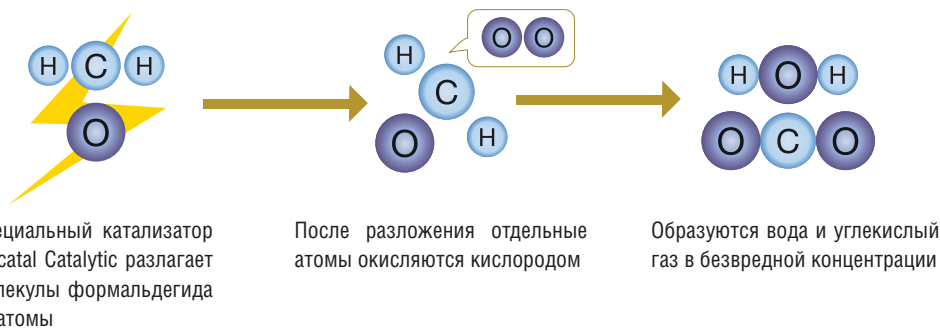 H C H
O
H
O O
C
O
H
H O H
O C O
ециальный катализатор
catal Catalytic разлагает
лекулы формальдегида
атомы
После разложения отдельные
атомы окисляются кислородом
Образуются вода и углекислый
газ в безвредной концентрации